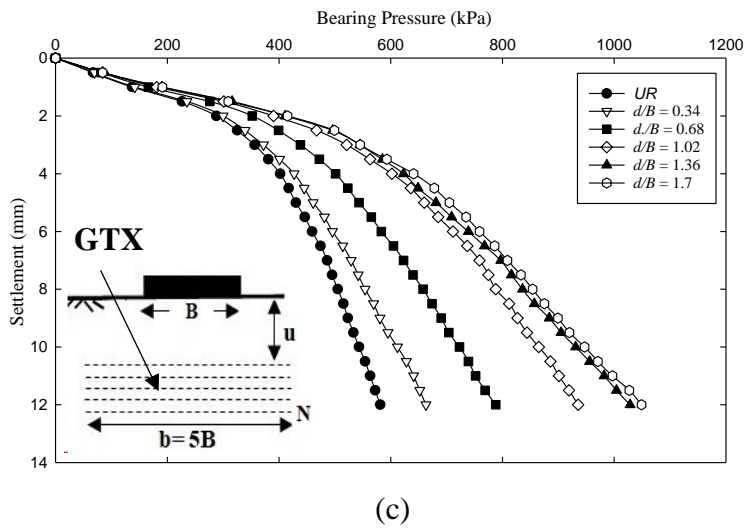 Bearing Pressure (kPa)
0 200 400 600 800 1000 1200
0
2
4
6
8
10
12
14
Settlement (mm)
UR
d/B = 0.34
d./B = 0.68
d/B = 1.02
d/B = 1.36
d/B = 1.7
GTX
B
u
N
b= 5B
(c)